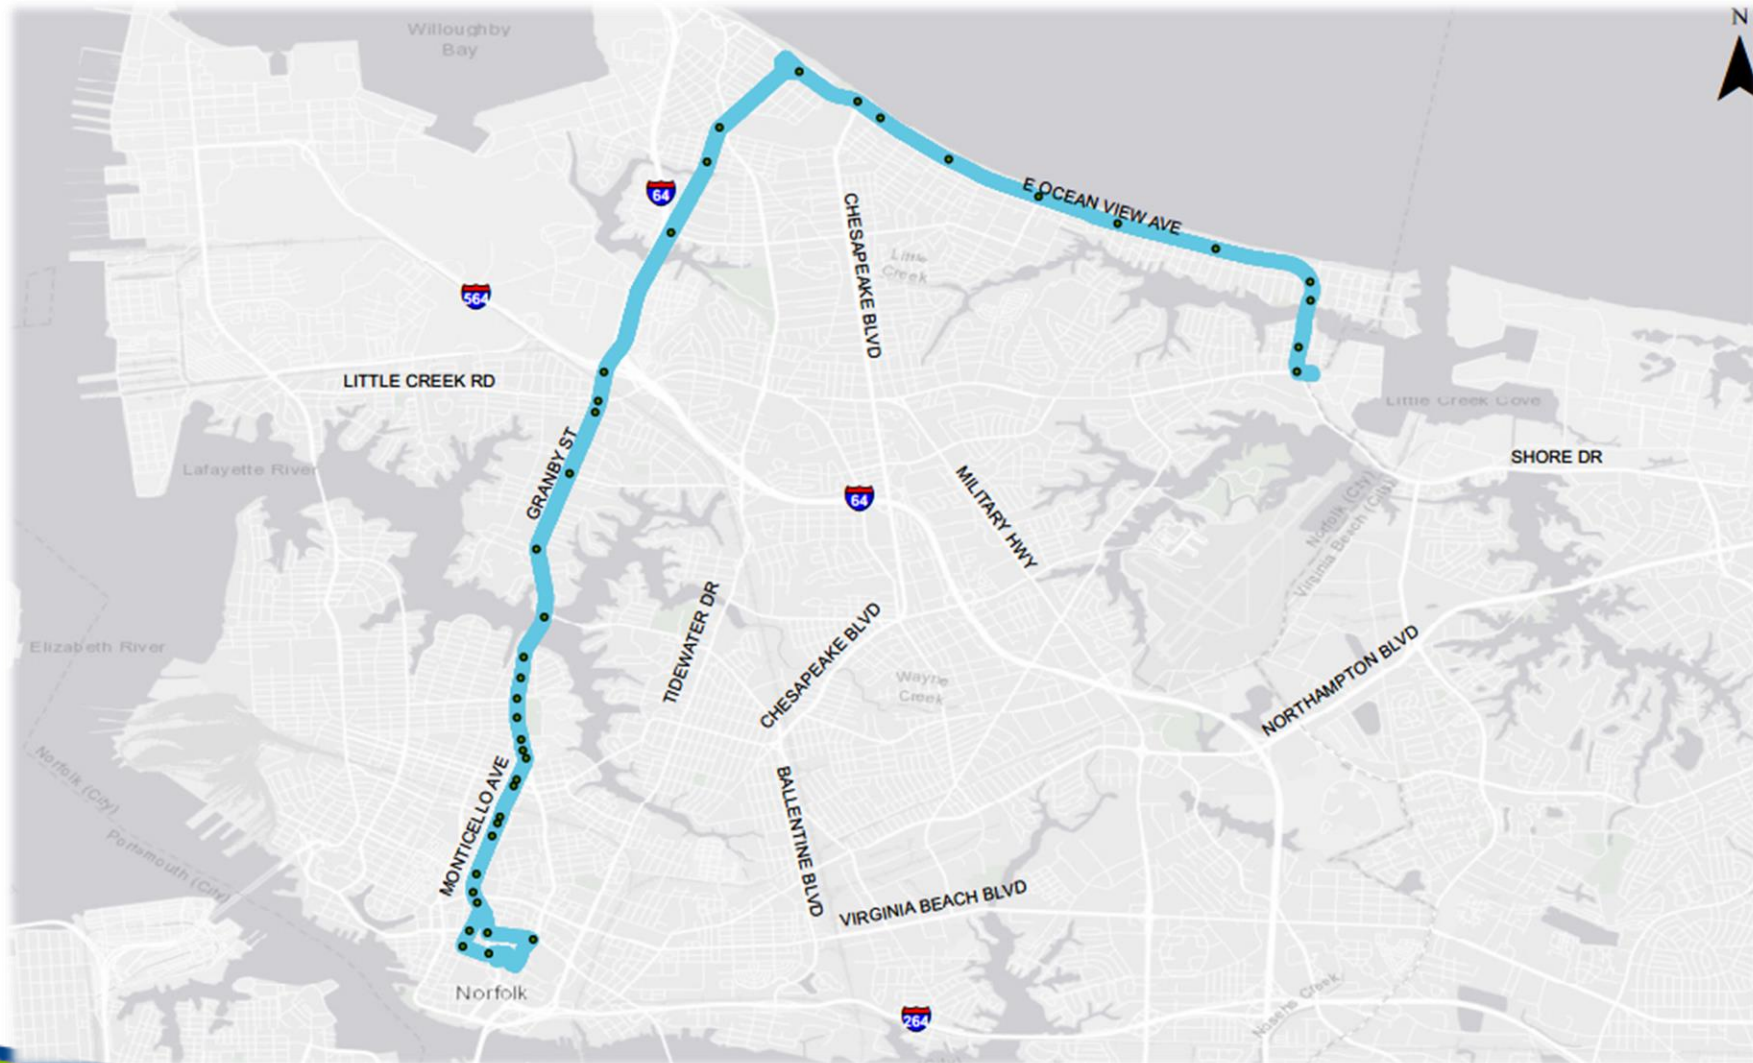 N
Willoughby
Bay
64
E OCEAN VIEW AVE
CHESAPEAKE BLVD
Little
Creek
564
LITTLE CREEK RD
Little Creek Cove
GRANBY ST
SHORE DR
Lafayette River
64
MILITARY HWY
Norfolk (City)
Virginia Beach (City)
TIDEWATER DR
CHESAPEAKE BLVD
Elizabeth River
Wayne
Creek
NORTHAMPTON BLVD
Norfolk (City)
Portsmouth (City)
MONTICELLO AVE
BALLENTINE BLVD
VIRGINIA BEACH BLVD
Norfolk
264
Creek